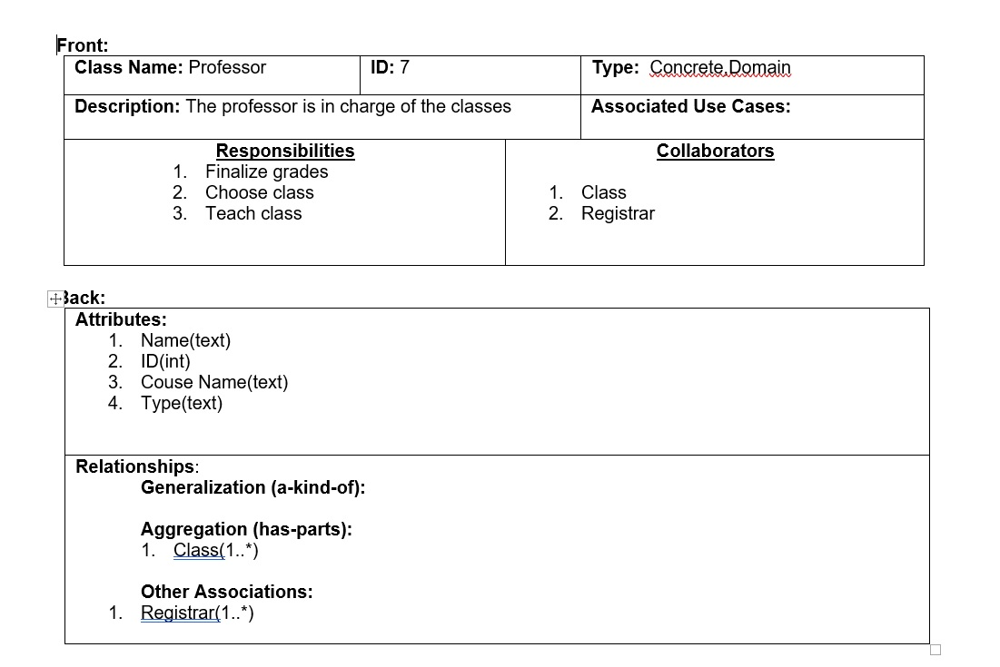 Front:
Class Name: Professor ID: 7 Type: Concrete,Domain
Description: The professor is in charge of the classes Associated Use Cases:
Responsibilities
1. Finalize grades
2. Choose class
3. Teach class
Collaborators
1. Class
2. Registrar
Back:
Attributes:
1. Name(text)
2. ID(int)
3. Couse Name(text)
4. Type(text)
Relationships:
Generalization (a-kind-of):
Aggregation (has-parts):
1. Class(1..*)
Other Associations:
1. Registrar(1..*)